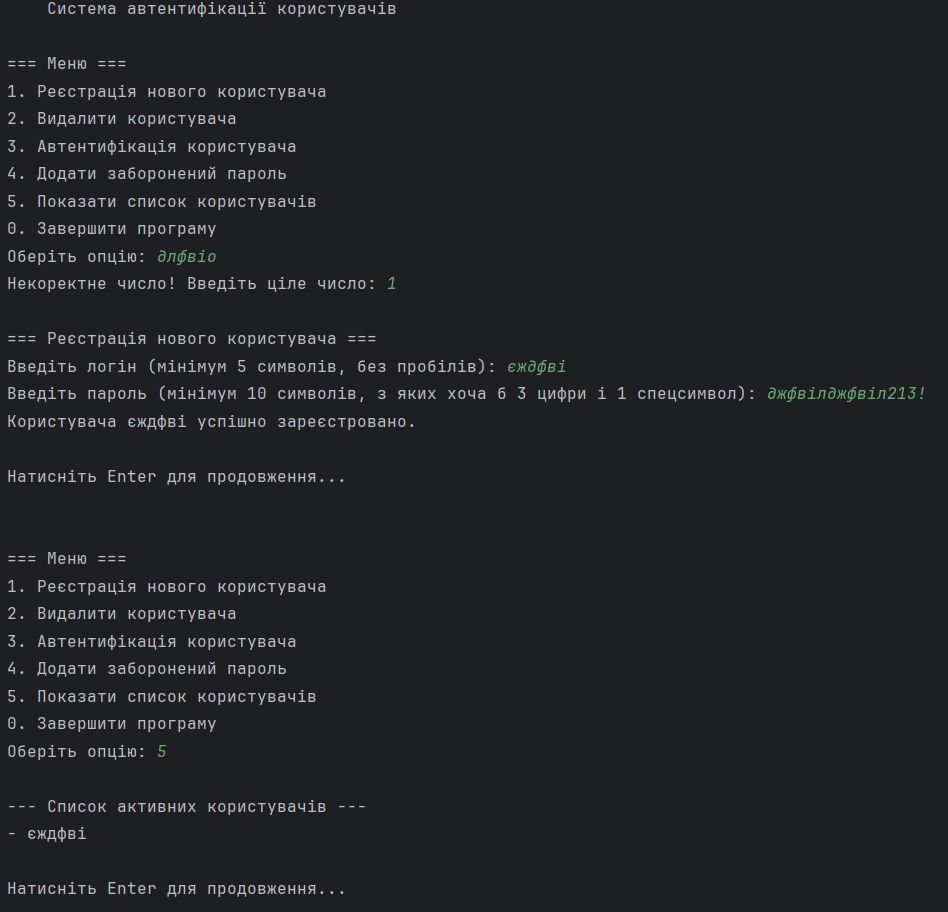 Система автентифікації користувачів
=== Меню ===
1. Реєстрація нового користувача
2. Видалити користувача
3. Автентифікація користувача
4. Додати заборонений пароль
5. Показати список користувачів
0. Завершити програму
Оберіть опцію: длфвіо
Некоректне число! Введіть ціле число: 1
=== Реєстрація нового користувача ===
Введіть логін (мінімум 5 символів, без пробілів): єждфві
Введіть пароль (мінімум 10 символів, з яких хоча б 3 цифри і 1 спецсимвол): джфвілджфвіл213!
Користувача єждфві успішно зареєстровано.
Натисніть Enter для продовження...
=== Меню ===
1. Реєстрація нового користувача
2. Видалити користувача
3. Автентифікація користувача
4. Додати заборонений пароль
5. Показати список користувачів
0. Завершити програму
Оберіть опцію: 5
--- Список активних користувачів ---
- єждфві
Натисніть Enter для продовження...